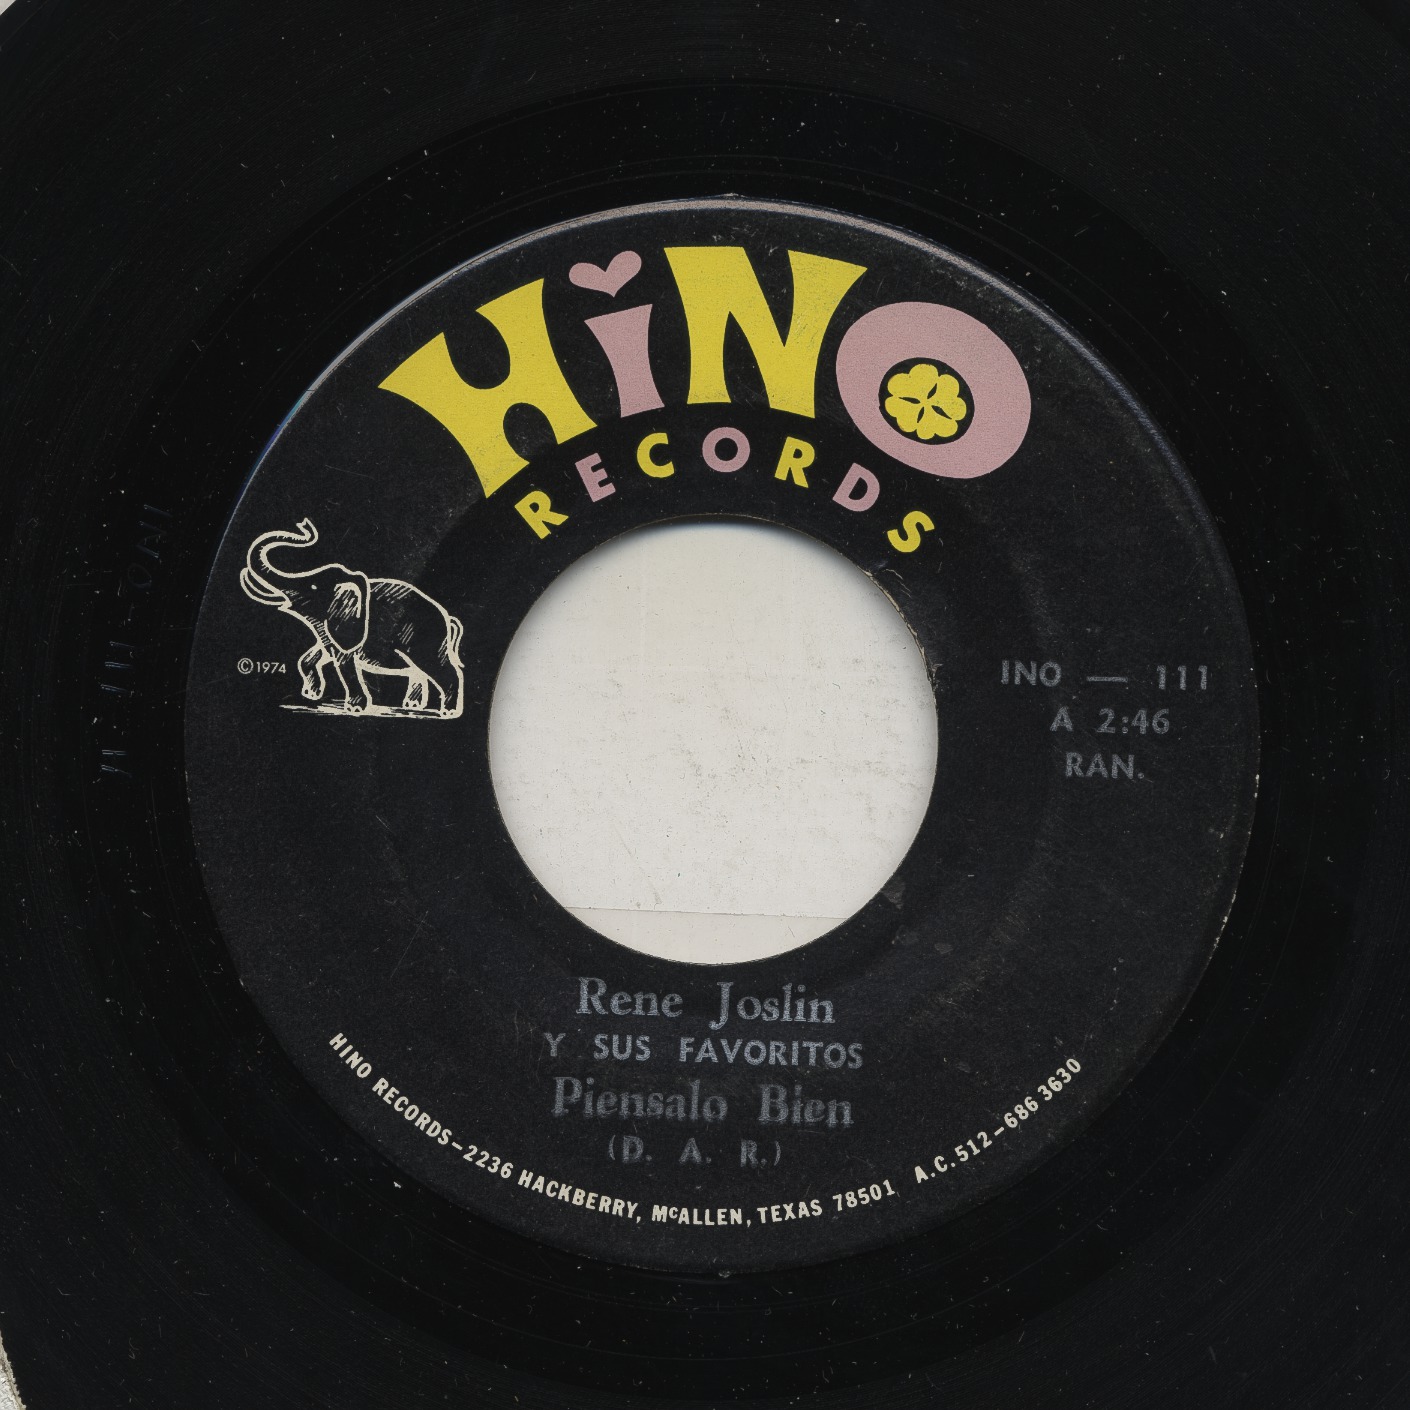 HiNO
RECORDS
©1974
INO — 111
A 2:46
RAN.
Rene Joslin
Y SUS FAVORITOS
Piensalo Bien
(D. A. R.)
HINO RECORDS–2236 HACKBERRY, McALLEN, TEXAS 78501 A.C. 512–686 3630